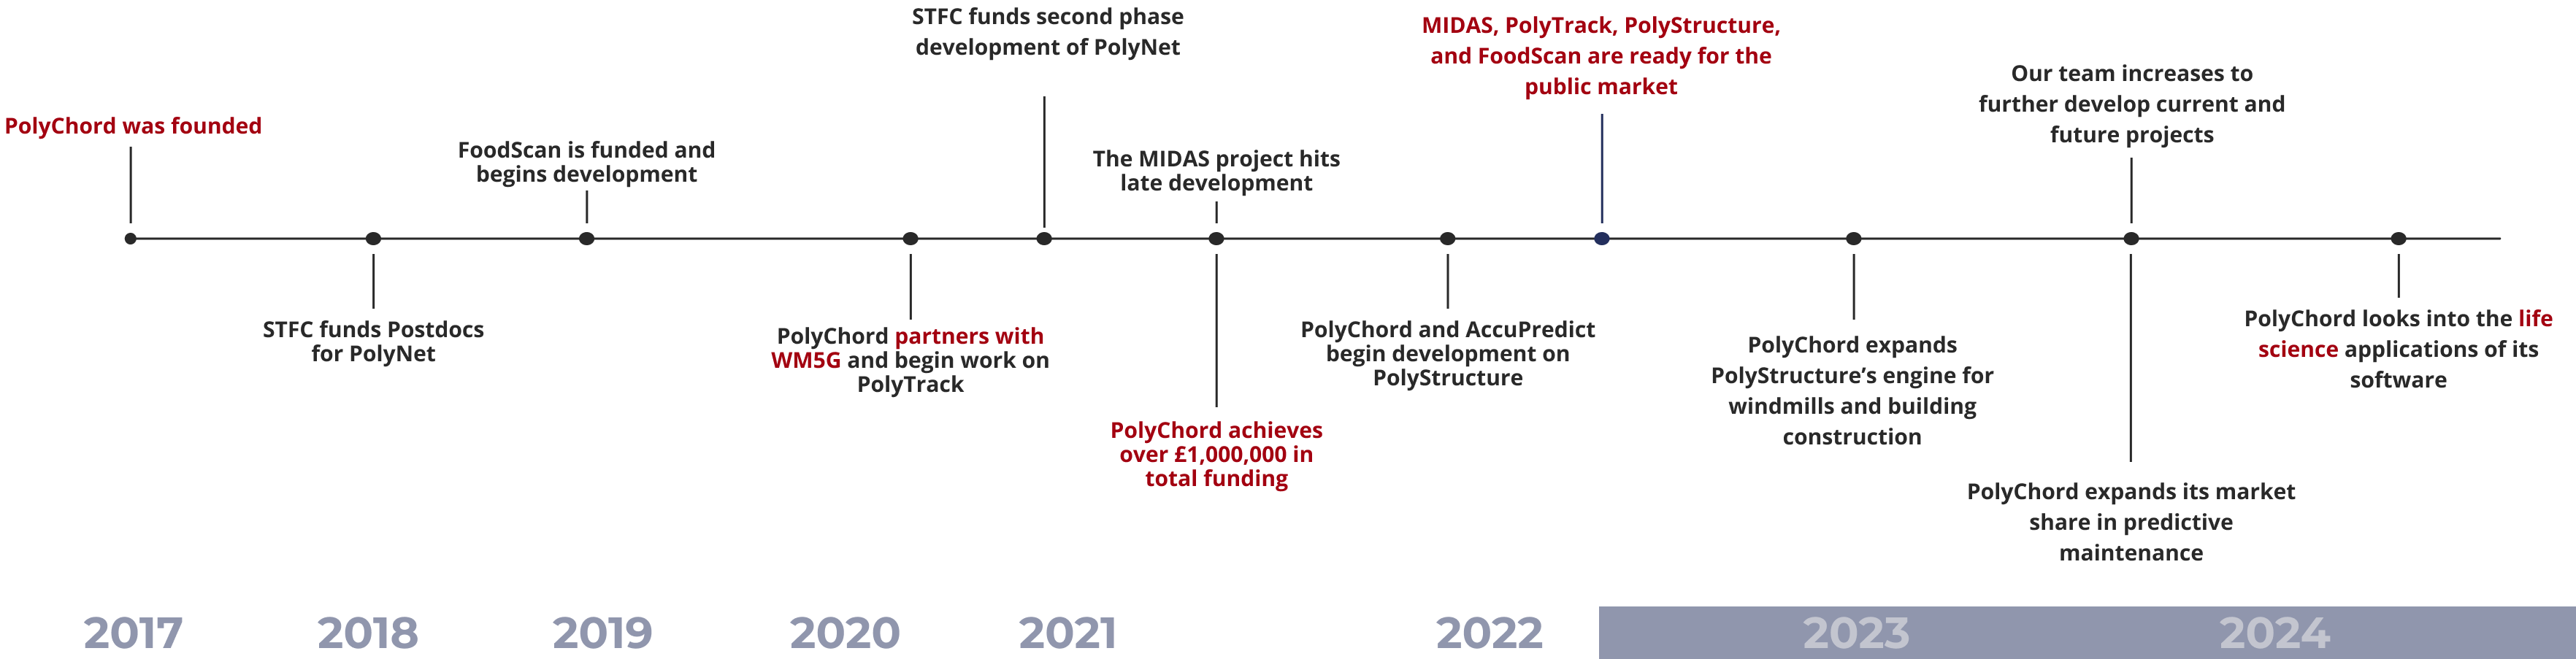 PolyChord was founded
STFC funds Postdocs
for PolyNet
FoodScan is funded and
begins development
PolyChord partners with
WM5G and begin work on
PolyTrack
STFC funds second phase
development of PolyNet
The MIDAS project hits
late development
PolyChord achieves
over £1,000,000 in
total funding
PolyChord and AccuPredict
begin development on
PolyStructure
MIDAS, PolyTrack, PolyStructure,
and FoodScan are ready for the
public market
PolyChord expands
PolyStructure’s engine for
windmills and building
construction
Our team increases to
further develop current and
future projects
PolyChord expands its market
share in predictive
maintenance
PolyChord looks into the life
science applications of its
software
2017 2018 2019 2020 2021 2022 2023 2024